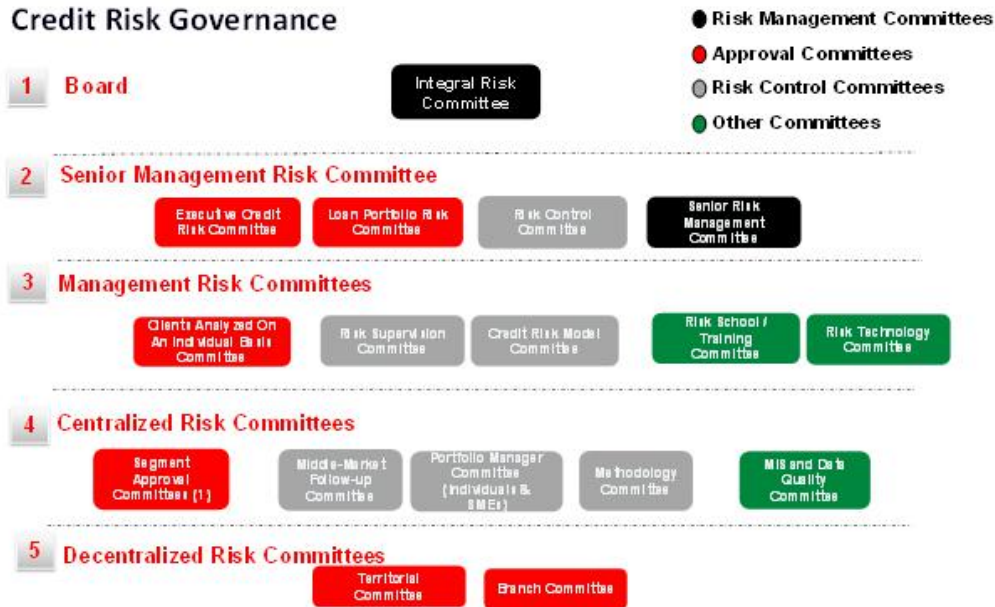 Credit Risk Governance
Risk Management Committees
Approval Committees
Risk Control Committees
Other Committees
1 Board
Integral Risk
Committee
2 Senior Management Risk Committee
Executive Credit
Risk Committee
Loan Portfolio Risk
Committee
Risk Control
Committee
Senior Risk
Management
Committee
3 Management Risk Committees
Clients Analyzed On
An Individual Basis
Committee
Risk Supervision
Committee
Credit Risk Model
Committee
Risk School /
Training
Committee
Risk Technology
Committee
4 Centralized Risk Committees
Segment
Approval
Committees (1)
Middle-Market
Follow-up
Committee
Portfolio Manager
Committee
(Individuals &
SMEs)
Methodology
Committee
MIS and Data
Quality
Committee
5 Decentralized Risk Committees
Territorial
Committee
Branch Committee